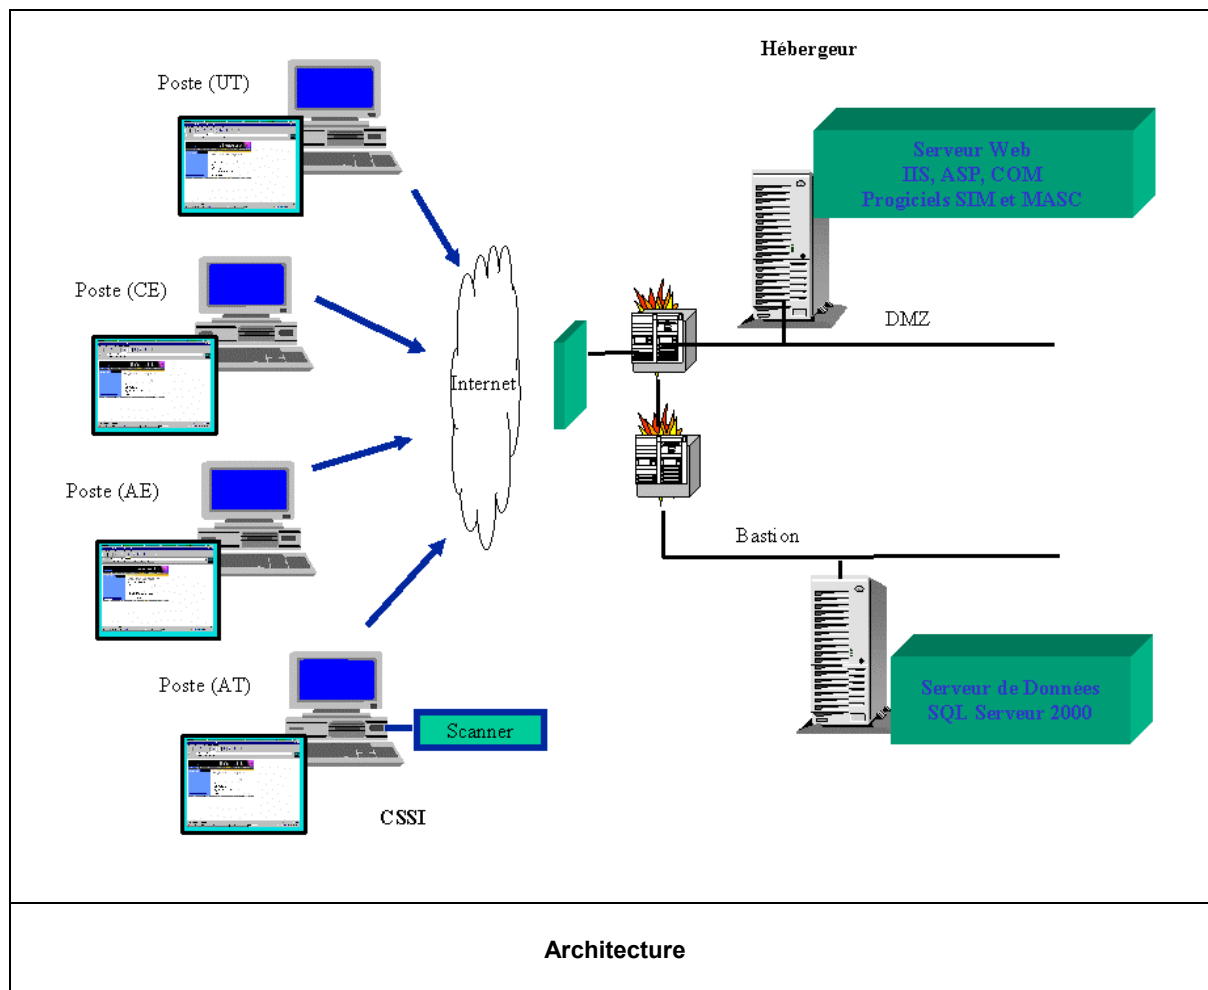 Hébergeur
Poste (UT)
Serveur Web
IIS, ASP, COM
Progiciels SIM et MASC
Poste (CE)
DMZ
Internet
Poste (AE)
Bastion
Poste (AT)
Serveur de Données
SQL Serveur 2000
Scanner
CSSI
Architecture